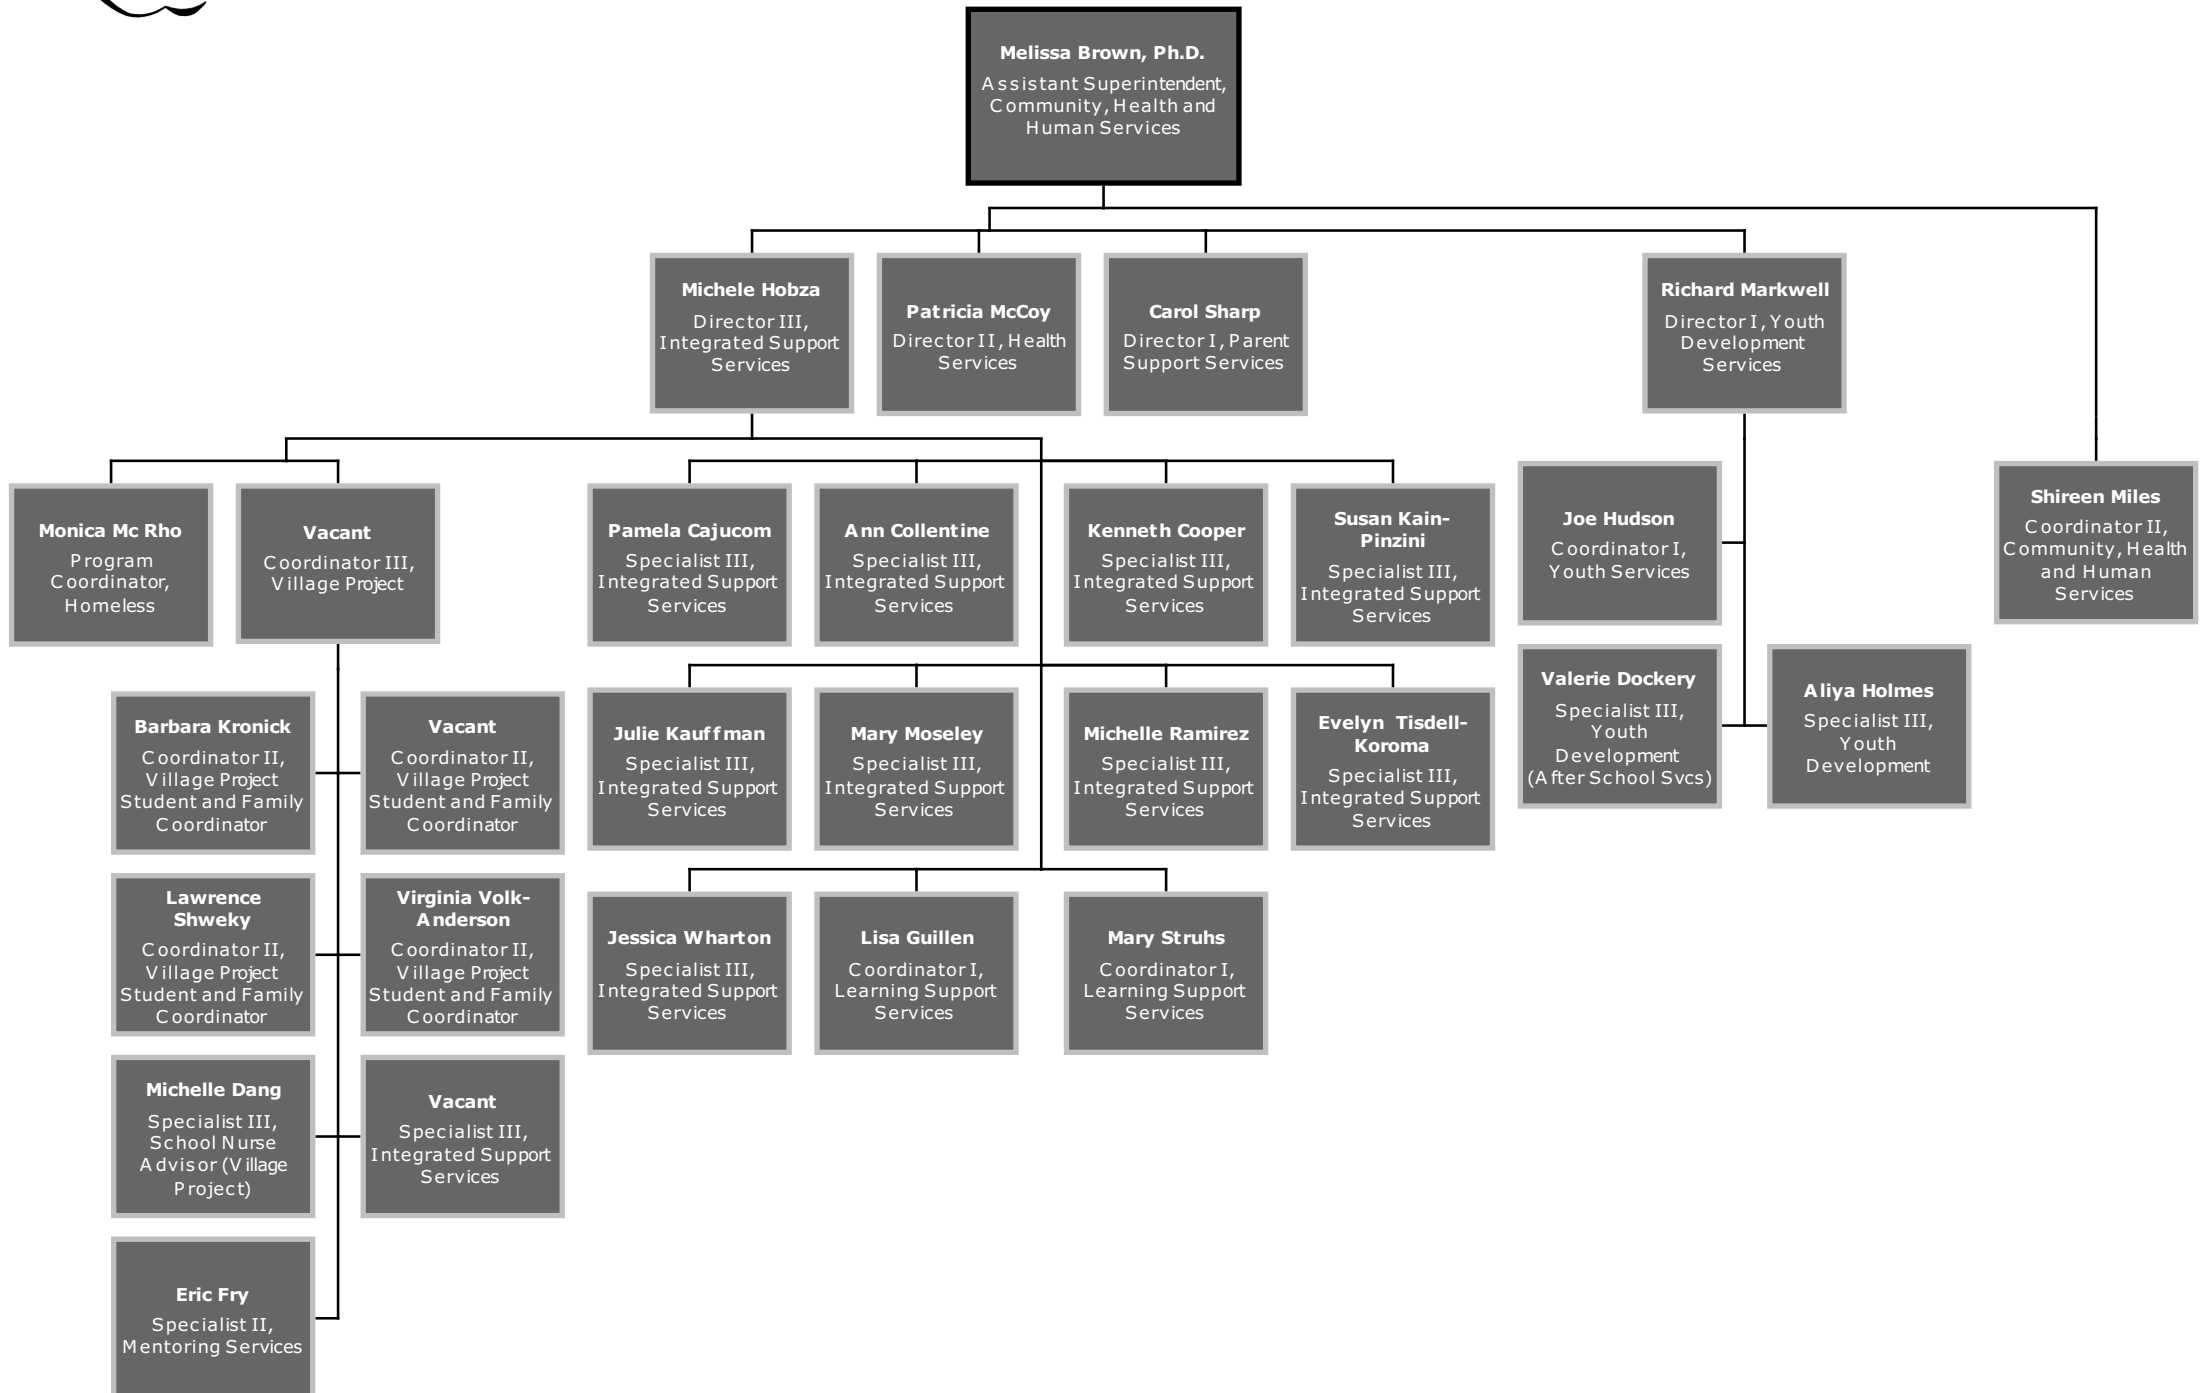 Melissa Brown, Ph.D.
Assistant Superintendent,
Community, Health and
Human Services
Michele Hobza
Director III,
Integrated Support
Services
Patricia McCoy
Director II, Health
Services
Carol Sharp
Director I, Parent
Support Services
Richard Markwell
Director I, Youth
Development
Services
Monica Mc Rho
Program
Coordinator,
Homeless
Vacant
Coordinator III,
Village Project
Pamela Cajucom
Specialist III,
Integrated Support
Services
Ann Collentine
Specialist III,
Integrated Support
Services
Kenneth Cooper
Specialist III,
Integrated Support
Services
Susan Kain-
Pinzini
Specialist III,
Integrated Support
Services
Joe Hudson
Coordinator I,
Youth Services
Shireen Miles
Coordinator II,
Community, Health
and Human
Services
Barbara Kronick
Coordinator II,
Village Project
Student and Family
Coordinator
Vacant
Coordinator II,
Village Project
Student and Family
Coordinator
Julie Kauffman
Specialist III,
Integrated Support
Services
Mary Moseley
Specialist III,
Integrated Support
Services
Michelle Ramirez
Specialist III,
Integrated Support
Services
Evelyn Tisdell-
Koroma
Specialist III,
Integrated Support
Services
Valerie Dockery
Specialist III,
Youth
Development
(After School Svcs)
Aliya Holmes
Specialist III,
Youth
Development
Lawrence
Shweky
Coordinator II,
Village Project
Student and Family
Coordinator
Virginia Volk-
Anderson
Coordinator II,
Village Project
Student and Family
Coordinator
Jessica Wharton
Specialist III,
Integrated Support
Services
Lisa Guillen
Coordinator I,
Learning Support
Services
Mary Struhs
Coordinator I,
Learning Support
Services
Michelle Dang
Specialist III,
School Nurse
Advisor (Village
Project)
Vacant
Specialist III,
Integrated Support
Services
Eric Fry
Specialist II,
Mentoring Services